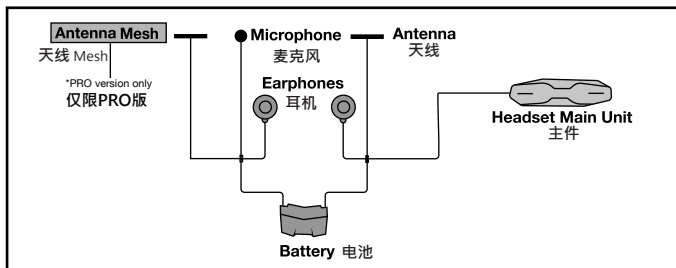 Antenna Mesh
天线 Mesh
*PRO version only
仅限PRO版
Microphone
麦克风
Antenna
天线
Earphones
耳机
Headset Main Unit
主件
Battery 电池